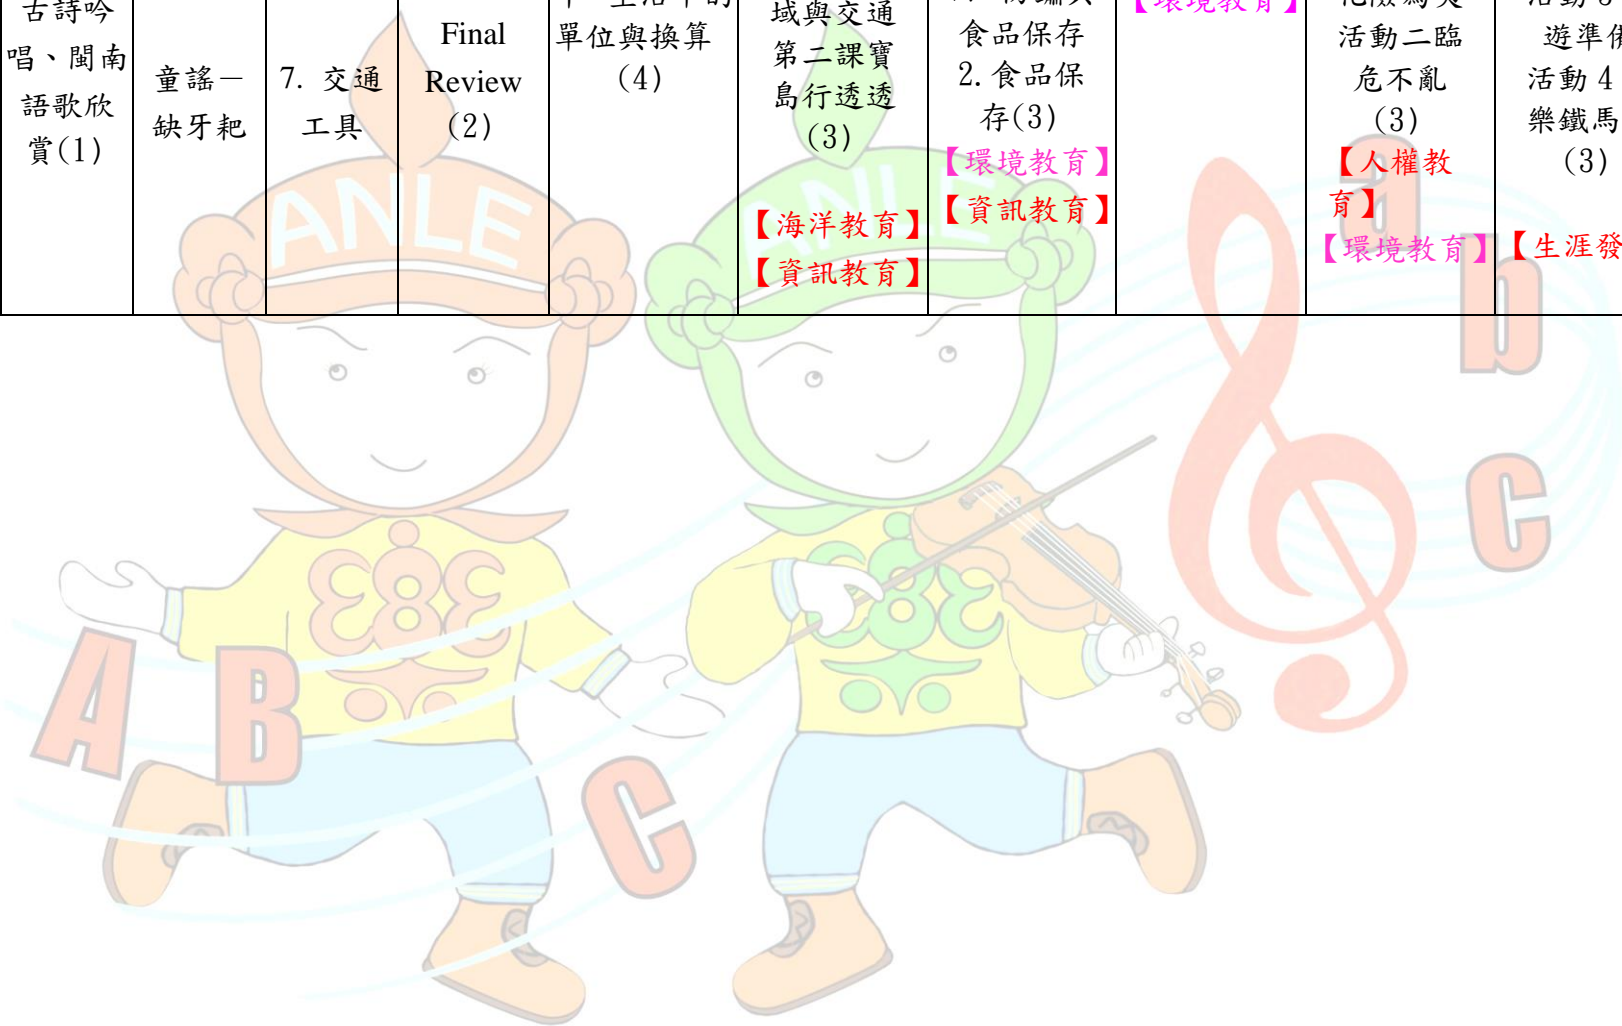 古詩吟
唱、閩南
語歌欣
賞(1)
童謠－
缺牙耙
7. 交通
工具
Final
Review
(2)
單位與換算
(4)
域與交通
第二課寶
島行透透
(3)
【海洋教育】
【資訊教育】
食品保存
2.食品保
存(3)
【環境教育】
【資訊教育】
【環境教育】
活動二臨
危不亂
(3)
【人權教
育】
【環境教育】
遊準備
活動 4
樂鐵馬
(3)
【生涯發
ANLE
ANLE
a
b
c
A
B
C